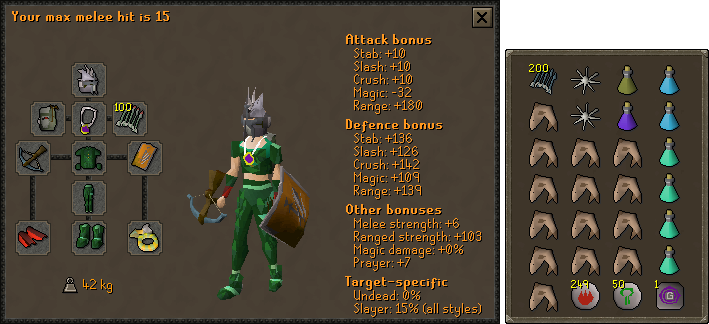 Your max melee hit is 15
100
Attack bonus
Stab: +10
Slash: +10
Crush: +10
Magic: -32
Range: +180
Defence bonus
Stab: +136
Slash: +126
Crush: +142
Magic: +109
Range: +139
Other bonuses
Melee strength: +6
Ranged strength: +103
Magic damage: +0%
Prayer: +7
Target-specific
Undead: 0%
Slayer: 15% (all styles)
42 kg
200
249
50
1
G